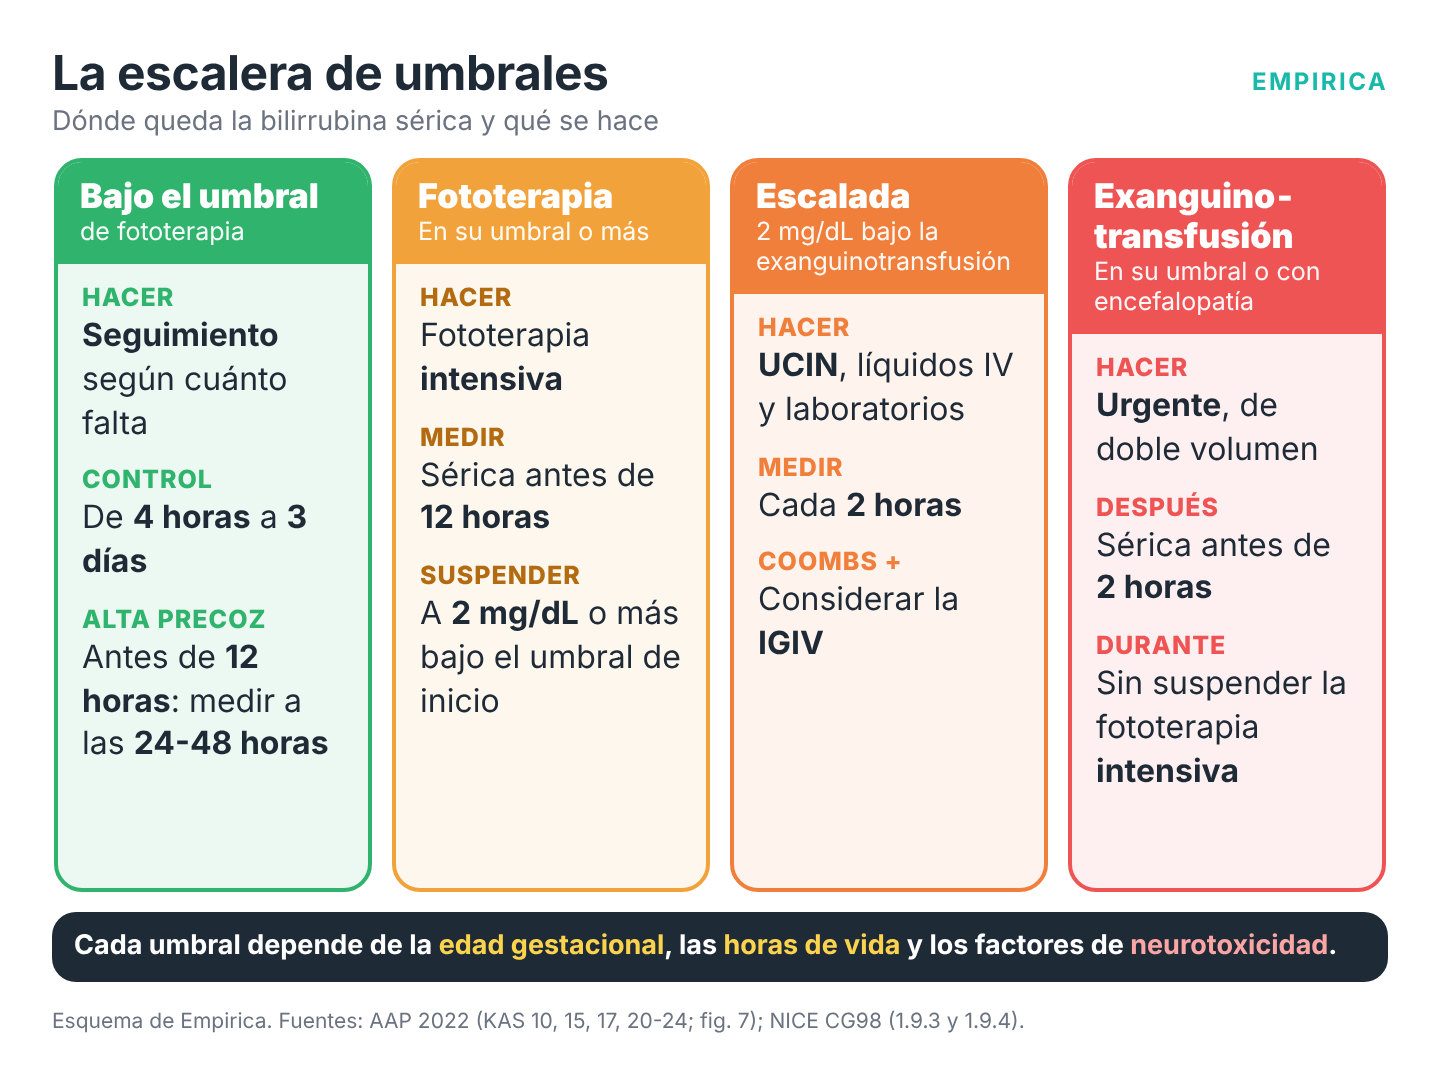 La escalera de umbrales
EMPIRICA
Dónde queda la bilirrubina sérica y qué se hace
Bajo el umbral
de fototerapia
HACER
Seguimiento
según cuánto
falta
CONTROL
De 4 horas a 3
días
ALTA PRECOZ
Antes de 12
horas: medir a
las 24-48 horas
Fototerapia
En su umbral o más
HACER
Fototerapia
intensiva
MEDIR
Sérica antes de
12 horas
SUSPENDER
A 2 mg/dL o más
bajo el umbral de
inicio
Escalada
2 mg/dL bajo la
exanguinotransfusión
HACER
UCIN, líquidos IV
y laboratorios
MEDIR
Cada 2 horas
COOMBS +
Considerar la
IGIV
Exanguino-
transfusión
En su umbral o con
encefalopatía
HACER
Urgente, de
doble volumen
DESPUÉS
Sérica antes de
2 horas
DURANTE
Sin suspender la
fototerapia
intensiva
Cada umbral depende de la edad gestacional, las horas de vida y los factores de neurotoxicidad.
Esquema de Empirica. Fuentes: AAP 2022 (KAS 10, 15, 17, 20-24; fig. 7); NICE CG98 (1.9.3 y 1.9.4).